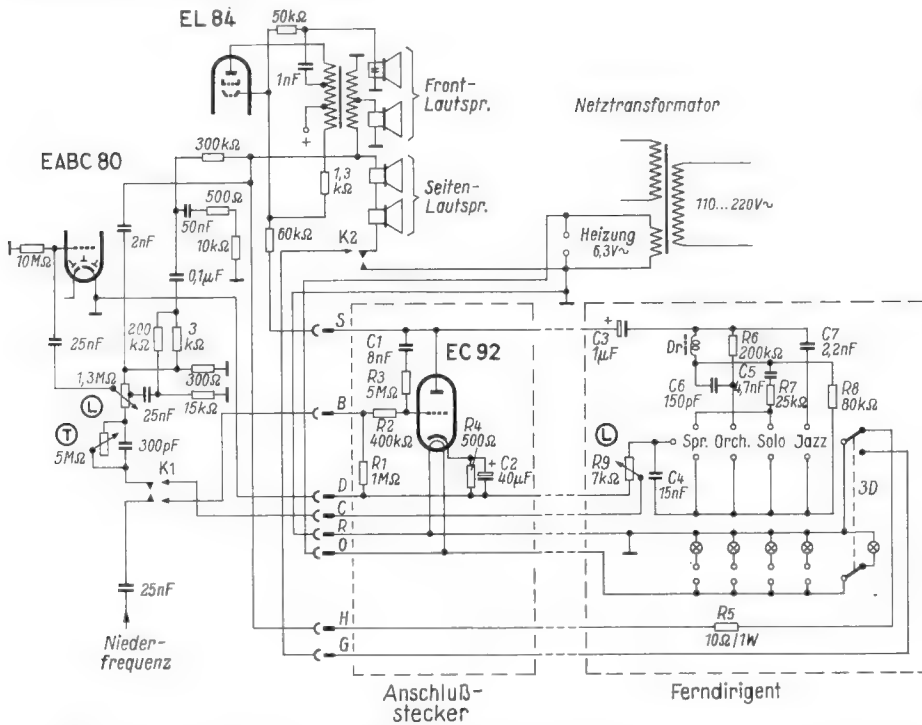 EL 84
50kΩ
1nF
Front-
Lautspr.
Netztransformator
300kΩ
EABC 80
500Ω
50nF
10kΩ
1,3
kΩ
Seiten-
Lautspr.
110...220V~
2nF
10MΩ
60kΩ
K2
Heizung
6,3V~
0,1µF
25nF
200
kΩ
3
kΩ
S
C1
8nF
EC 92
+
C3
1µF
Dr
R6
200kΩ
C7
2,2nF
1,3MΩ
300Ω
R3
5MΩ
C6
150pF
C5
4,7nF
R7
25kΩ
R8
80kΩ
L
25nF
15kΩ
B
R2
400kΩ
R4
500Ω
L
Spr. Orch. Solo Jazz
T
5MΩ
300pF
R1
1MΩ
+
C2
40µF
R9
7kΩ
C4
15nF
3D
K1
D
C
R
O
25nF
Nieder-
frequenz
H
G
R5
10Ω/1W
Anschluß-
stecker
Ferndirigent
+